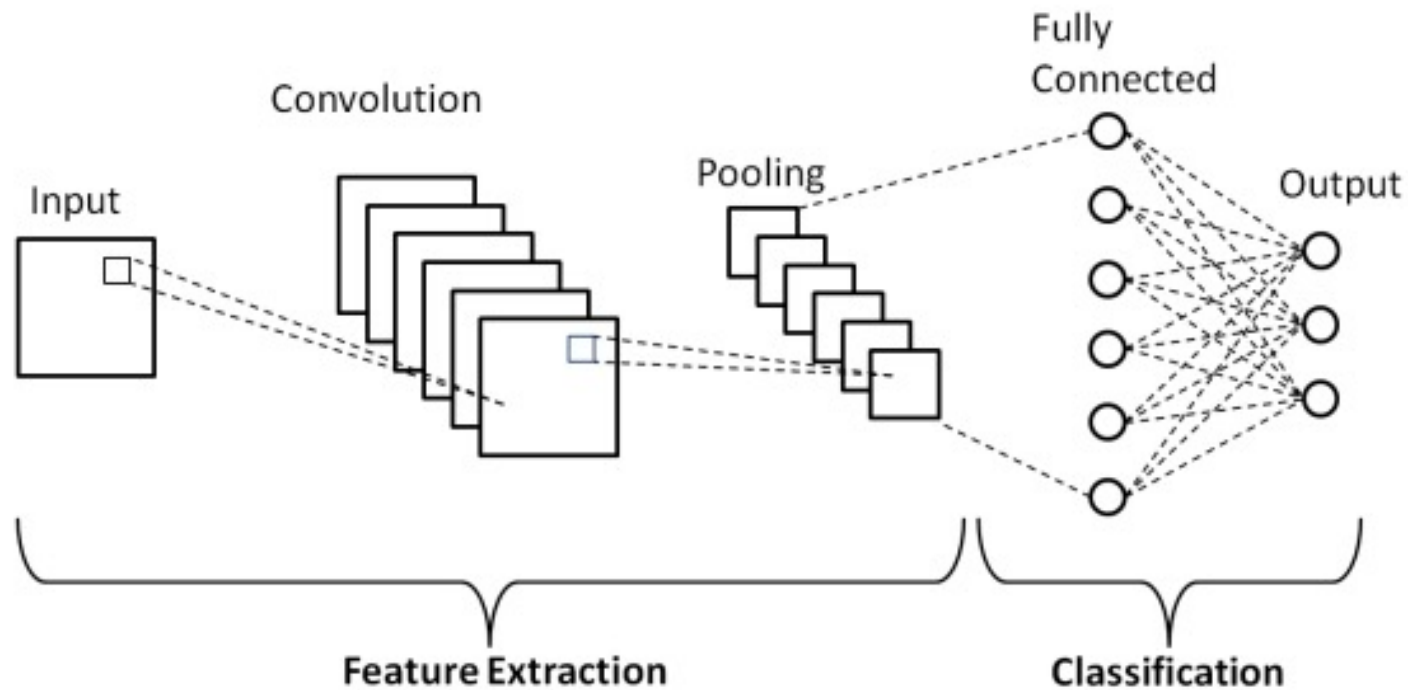 Input
Convolution
Pooling
Fully
Connected
Output
Feature Extraction
Classification